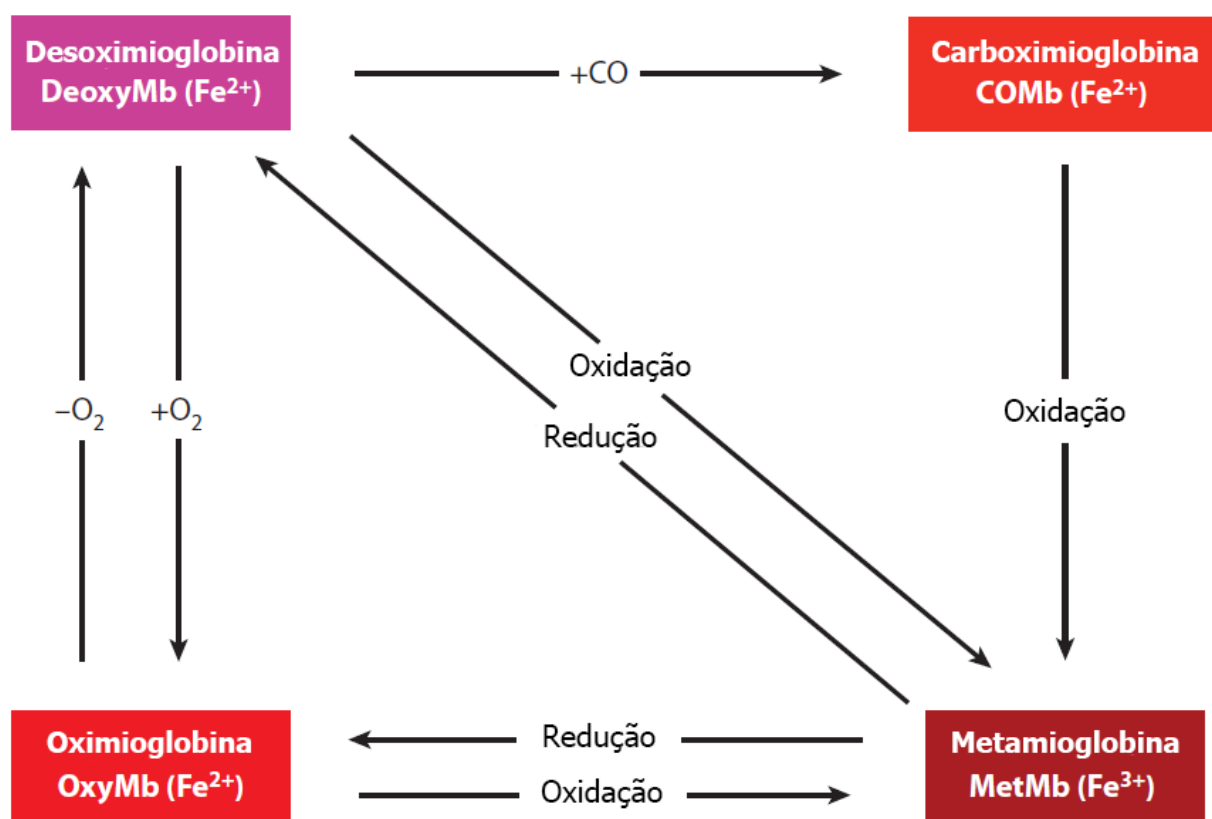 Desoximioglobina
DeoxyMb (Fe²⁺)
+CO
Carboximioglobina
COMb (Fe²⁺)
Oxidação
Redução
−O₂
+O₂
Oxidação
Oximioglobina
OxyMb (Fe²⁺)
Redução
Oxidação
Metamioglobina
MetMb (Fe³⁺)